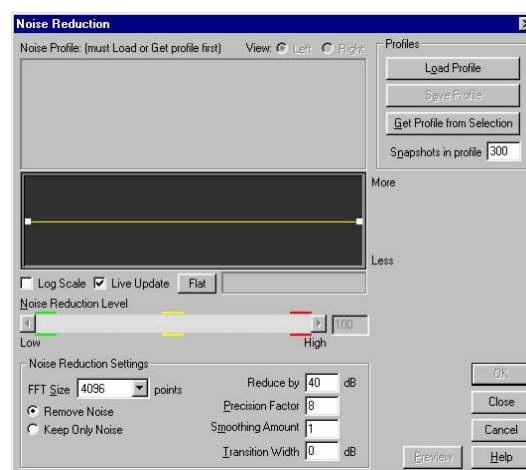 Noise Reduction
Noise Profile: (must Load or Get profile first) View: Left Right
Profiles
Load Profile
Save Profile
Get Profile from Selection
Snapshots in profile 300
More
Less
Log Scale Live Update Flat
Noise Reduction Level
100
Low High
Noise Reduction Settings
FFT Size 4096 points
Remove Noise
Keep Only Noise
Reduce by 40 dB
Precision Factor 8
Smoothing Amount 1
Transition Width 0 dB
OK
Close
Cancel
Preview Help